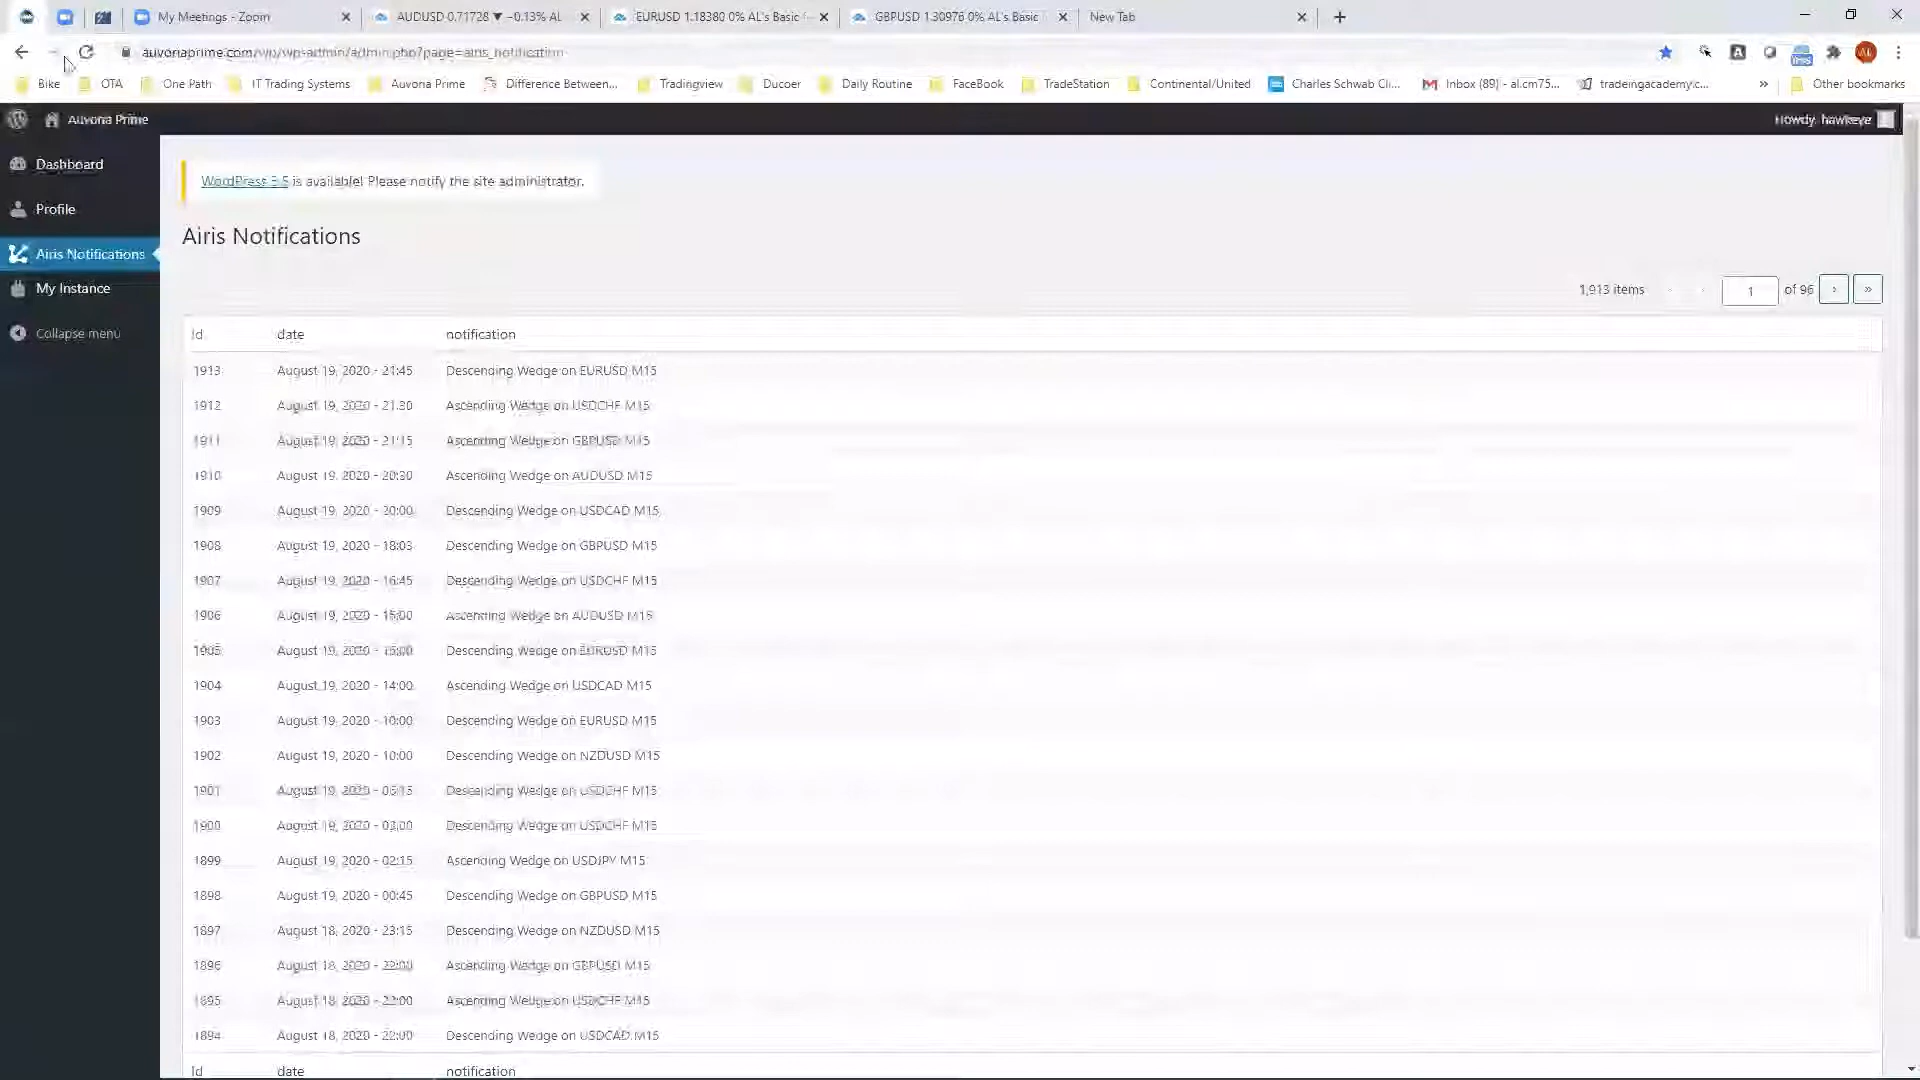 My Meetings - Zoom
AUDUSD 0.71728 ▼ −0.13% AL
EURUSD 1.18380 0% AL's Basic
GBPUSD 1.30976 0% AL's Basic
New Tab
auvonaprime.com/vip/wp-admin/admin.php?page=airis_notification
Bike
OTA
One Path
IT Trading Systems
Auvona Prime
Difference Between...
Tradingview
Ducoer
Daily Routine
FaceBook
TradeStation
Continental/United
Charles Schwab Cli...
Inbox (89) - al.cm75...
tradeingacademy.c...
»
Other bookmarks
Auvona Prime
Howdy, hawkeye
Dashboard
Profile
Airis Notifications
My Instance
Collapse menu
WordPress 5.5 is available! Please notify the site administrator.
Airis Notifications
1,913 items 1 of 96 › »
Id date notification
1913 August 19, 2020 - 21:45 Descending Wedge on EURUSD M15
1912 August 19, 2020 - 21:30 Ascending Wedge on USDCHF M15
1911 August 19, 2020 - 21:15 Ascending Wedge on GBPUSD M15
1910 August 19, 2020 - 20:30 Ascending Wedge on AUDUSD M15
1909 August 19, 2020 - 20:00 Descending Wedge on USDCAD M15
1908 August 19, 2020 - 18:03 Descending Wedge on GBPUSD M15
1907 August 19, 2020 - 16:45 Descending Wedge on USDCHF M15
1906 August 19, 2020 - 15:00 Ascending Wedge on AUDUSD M15
1905 August 19, 2020 - 15:00 Descending Wedge on EURUSD M15
1904 August 19, 2020 - 14:00 Ascending Wedge on USDCAD M15
1903 August 19, 2020 - 10:00 Descending Wedge on EURUSD M15
1902 August 19, 2020 - 10:00 Descending Wedge on NZDUSD M15
1901 August 19, 2020 - Descending Wedge on USDCHF M15
1900 August 19, 2020 - 03:00 Descending Wedge on USDCHF M15
1899 August 19, 2020 - 02:15 Ascending Wedge on USDJPY M15
1898 August 19, 2020 - 00:45 Descending Wedge on GBPUSD M15
1897 August 18, 2020 - 23:15 Descending Wedge on NZDUSD M15
1896 August 18, 2020 - 22:00 Ascending Wedge on GBPUSD M15
1895 August 18, 2020 - 22:00 Ascending Wedge on USDCHF M15
1894 August 18, 2020 - 22:00 Descending Wedge on USDCAD M15
Id date notification